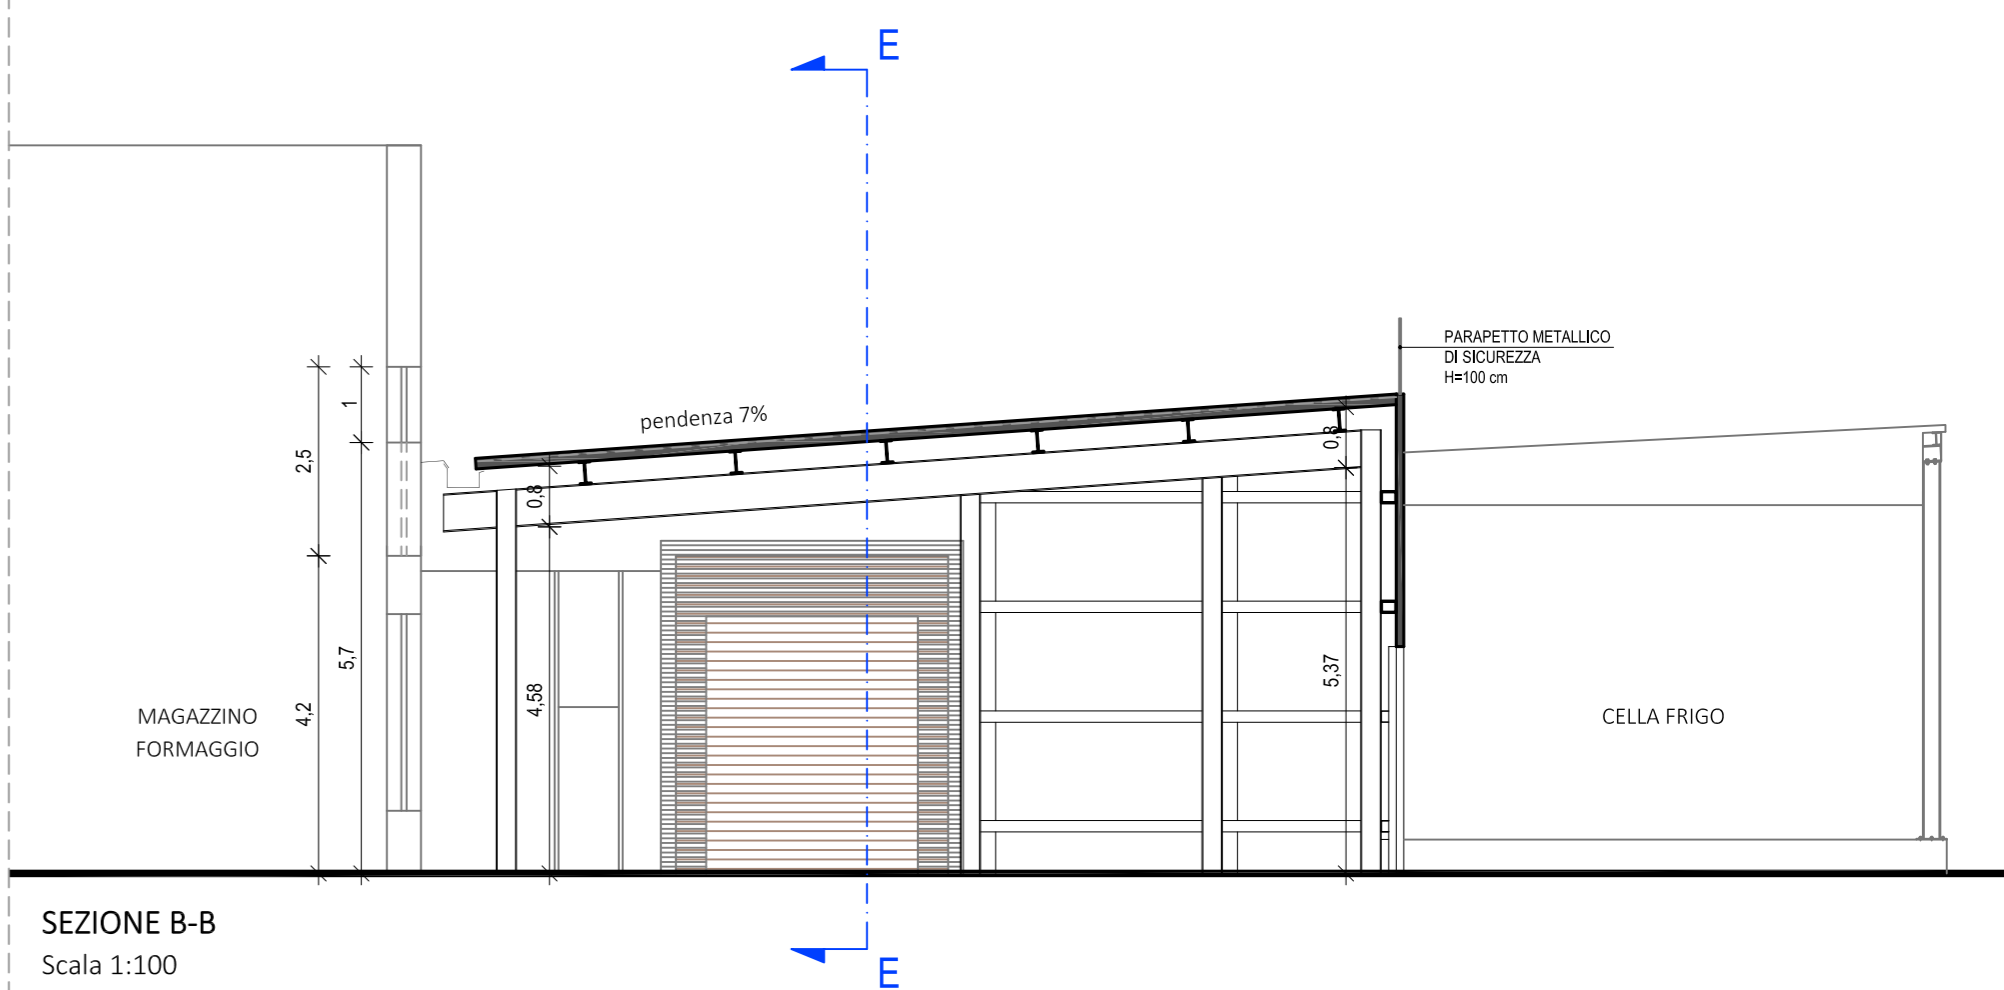 E
PARAPETTO METALLICO
DI SICUREZZA
H=100 cm
pendenza 7%
1
2,5
0,8
0,8
5,7
4,2
4,58
5,37
MAGAZZINO
FORMAGGIO
CELLA FRIGO
SEZIONE B-B
Scala 1:100
E